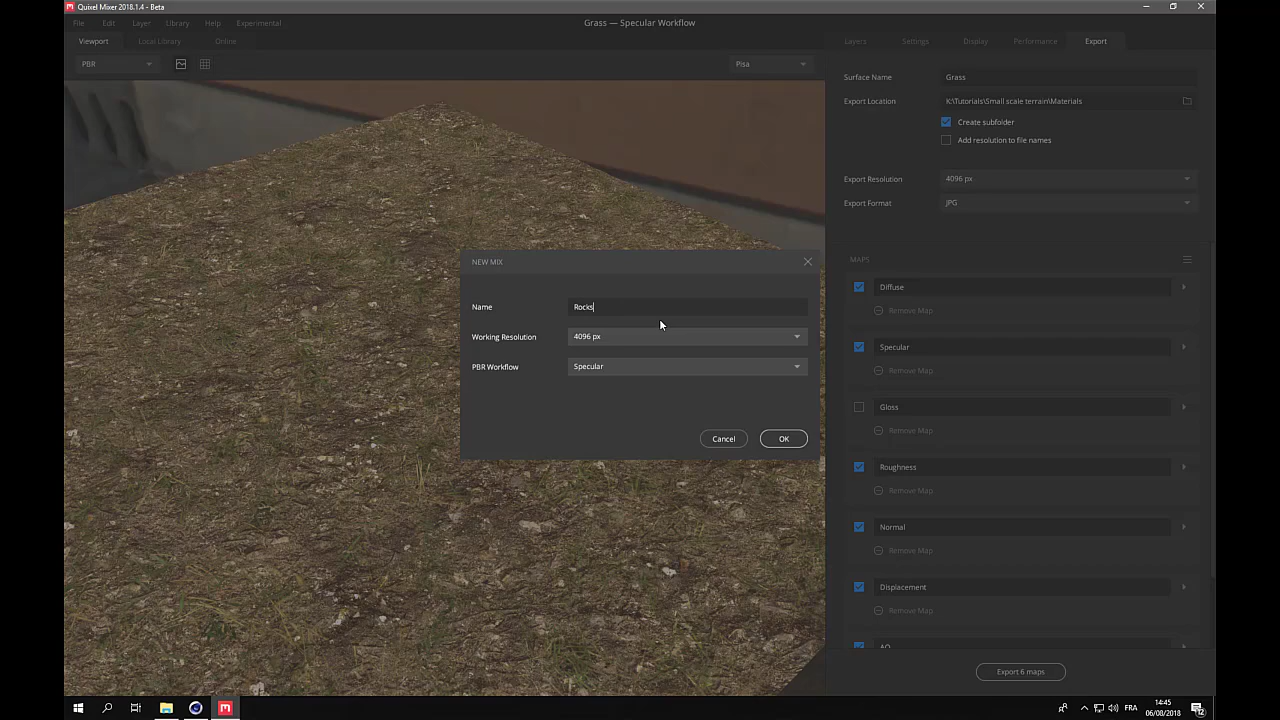 Quixel Mixer 2018.1.4 - Beta
File Edit Layer Library Help Experimental
Grass — Specular Workflow
Viewport Local Library Online
Layers Settings Display Performance Export
PBR
Pisa
Surface Name Grass
Export Location K:\Tutorials\Small scale terrain\Materials
Create subfolder
Add resolution to file names
Export Resolution 4096 px
Export Format JPG
MAPS
Diffuse
Remove Map
Specular
Remove Map
Gloss
Remove Map
Roughness
Remove Map
Normal
Remove Map
Displacement
Remove Map
AO
Export 6 maps
NEW MIX
Name Rocks
Working Resolution 4096 px
PBR Workflow Specular
Cancel OK
FRA
14:45
06/08/2018
12